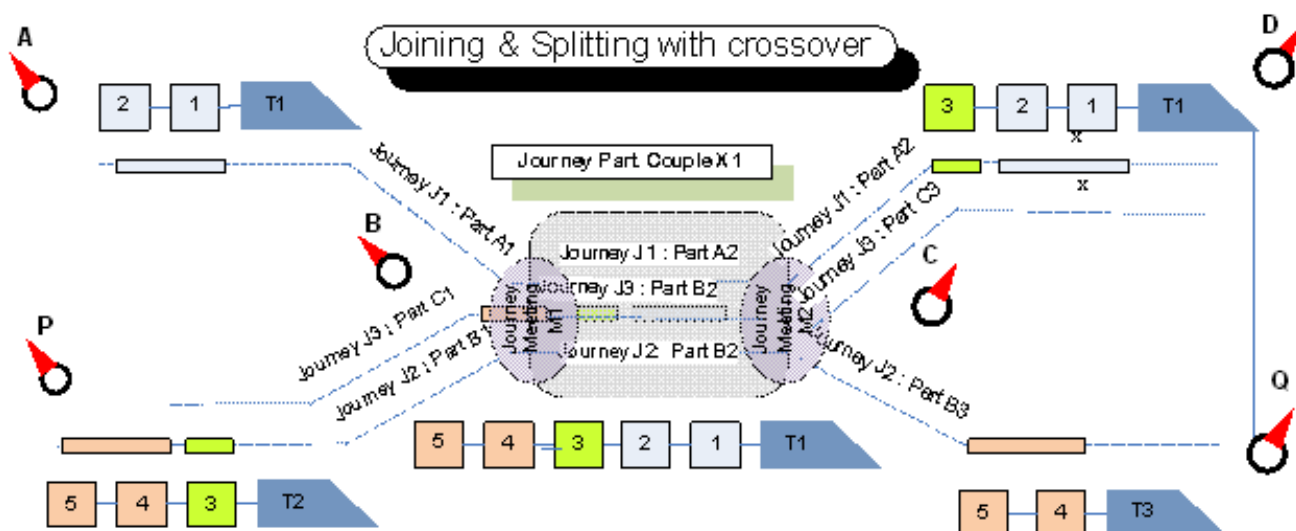 A
D
Joining & Splitting with crossover
2 1 T1
3 2 1 T1
x
x
Journey Part. Couple X1
Journey J1 : Part A1
Journey J1 : Part A2
Journey J3 : Part C3
B
C
Journey J1 : Part A2
Journey J3 : Part B2
Journey J2: Part B2
Journey Meeting M1
Journey Meeting M2
P
Journey J3 : Part C1
Journey J2 : Part B1
Journey J2 : Part B3
Q
5 4 3 2 1 T1
5 4 3 T2
5 4 T3